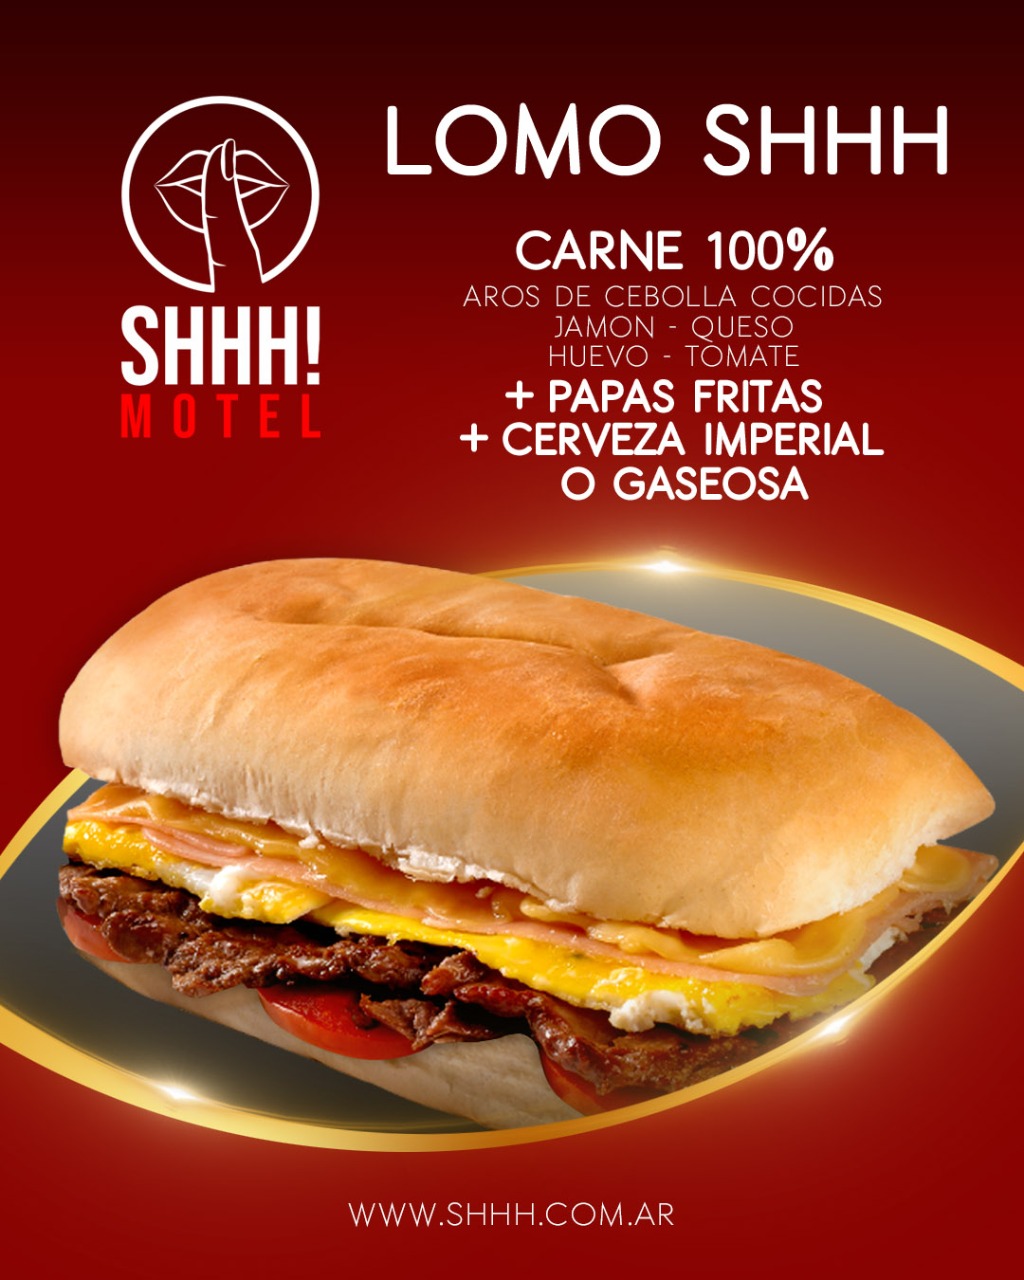 SHHH!
MOTEL
LOMO SHHH
CARNE 100%
AROS DE CEBOLLA COCIDAS
JAMON - QUESO
HUEVO - TOMATE
+ PAPAS FRITAS
+ CERVEZA IMPERIAL
O GASEOSA
WWW.SHHH.COM.AR